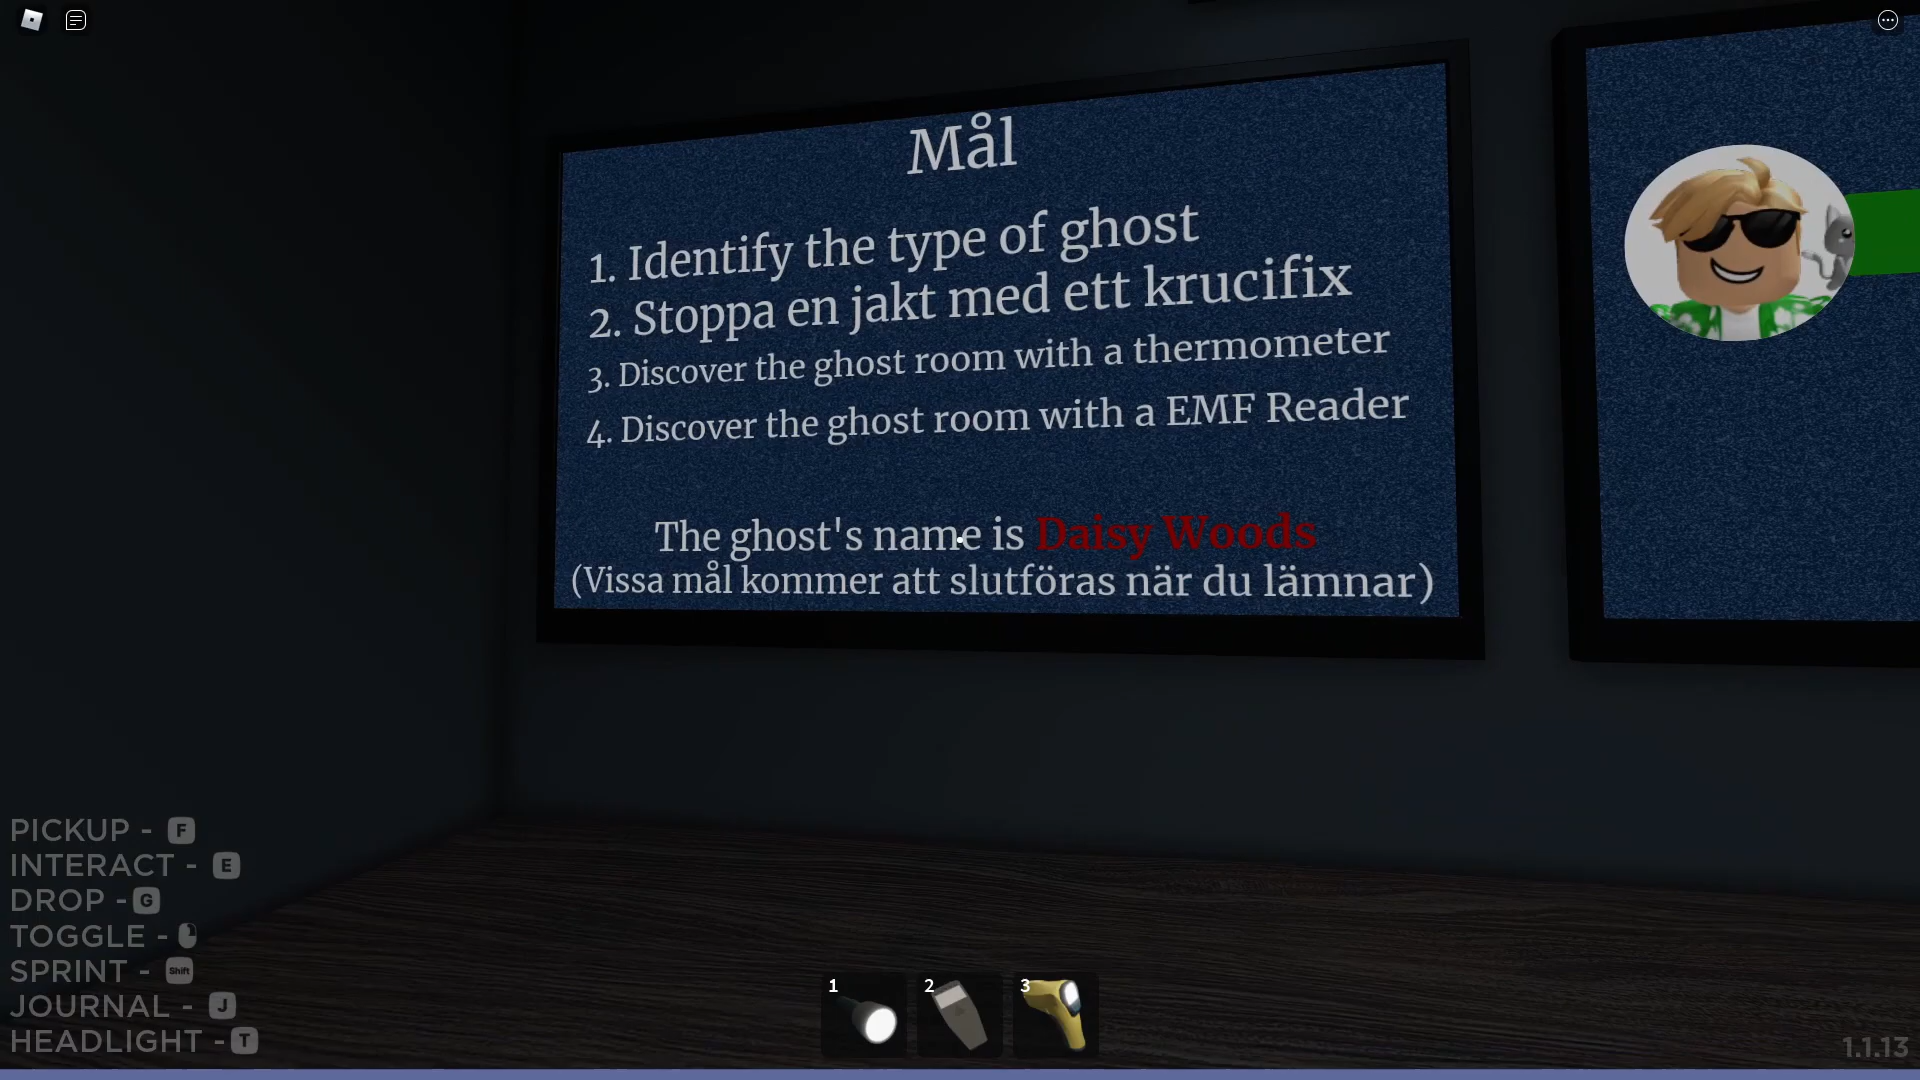 Mål
1. Identify the type of ghost
2. Stoppa en jakt med ett krucifix
3. Discover the ghost room with a thermometer
4. Discover the ghost room with a EMF Reader
The ghost's name is Daisy Woods
(Vissa mål kommer att slutföras när du lämnar)
PICKUP - F
INTERACT - E
DROP - G
TOGGLE -
SPRINT - Shift
JOURNAL - J
HEADLIGHT - T
1 2 3
1.1.13